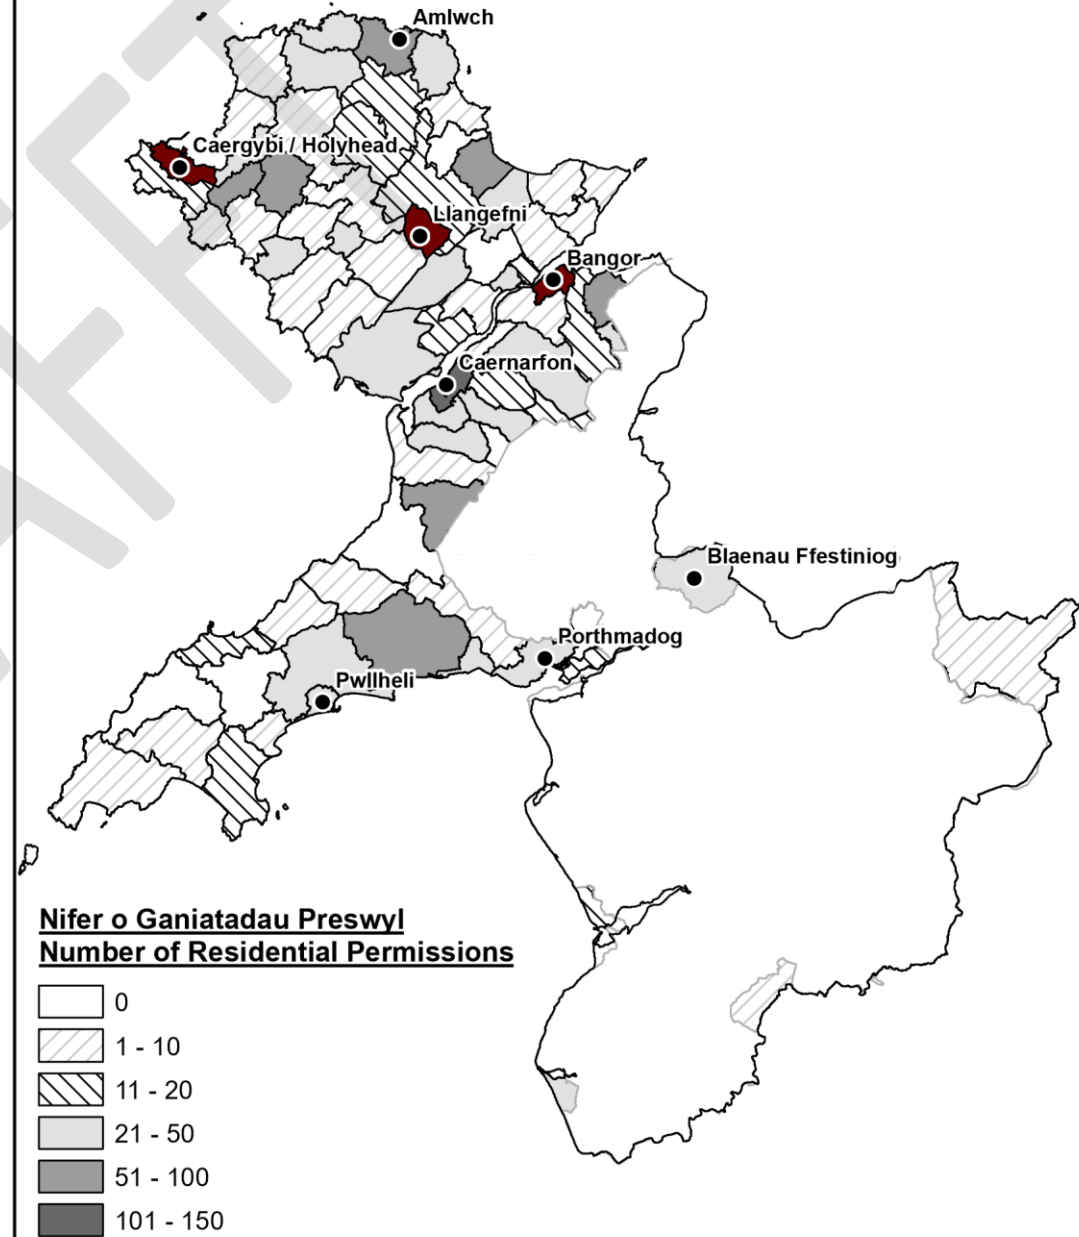 Amlwch
Caergybi / Holyhead
Llangefni
Bangor
Caernarfon
Blaenau Ffestiniog
Porthmadog
Pwllheli
Nifer o Ganiatadau Preswyl
Number of Residential Permissions
0
1 - 10
11 - 20
21 - 50
51 - 100
101 - 150